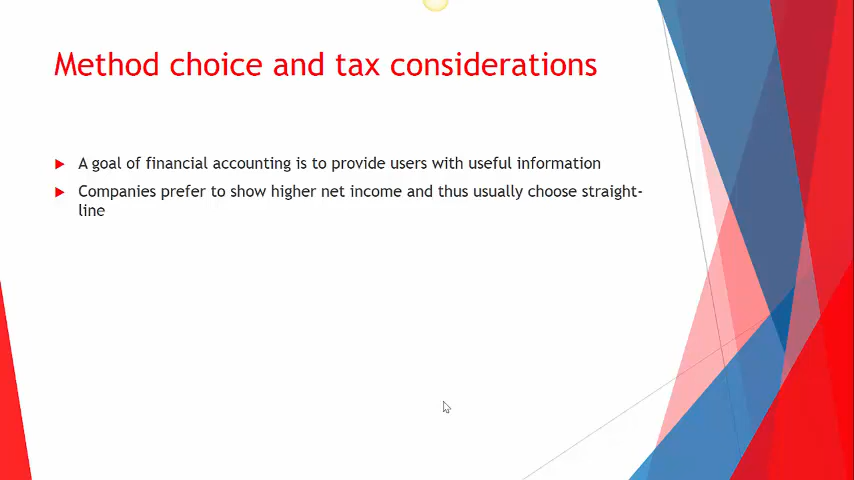 Method choice and tax considerations
A goal of financial accounting is to provide users with useful information
Companies prefer to show higher net income and thus usually choose straight-
line